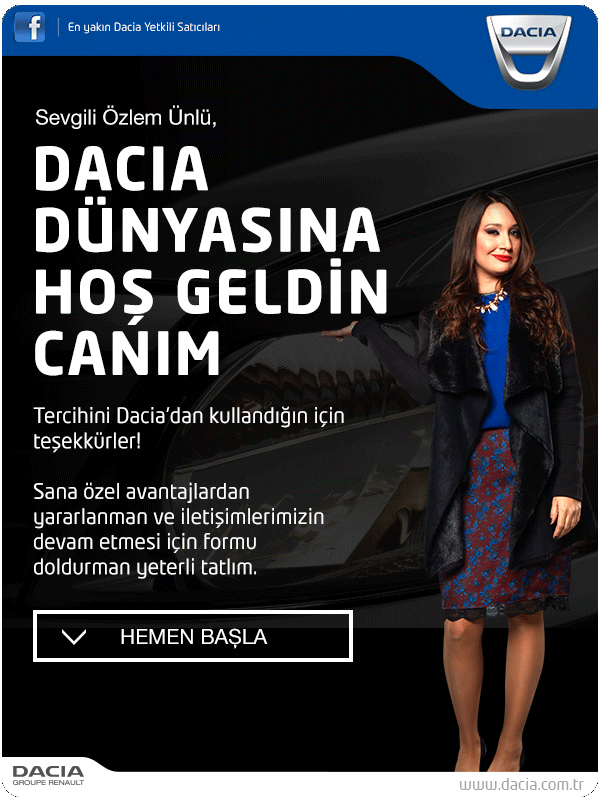 f
En yakın Dacia Yetkili Satıcıları
DACIA
Sevgili Özlem Ünlü,
DACIA
DÜNYASINA
HOŞ GELDİN
CANIM
Tercihini Dacia’dan kullandığın için
teşekkürler!
Sana özel avantajlardan
yararlanman ve iletişimlerimizin
devam etmesi için formu
doldurman yeterli tatlım.
HEMEN BAŞLA
DACIA
GROUPE RENAULT
www.dacia.com.tr